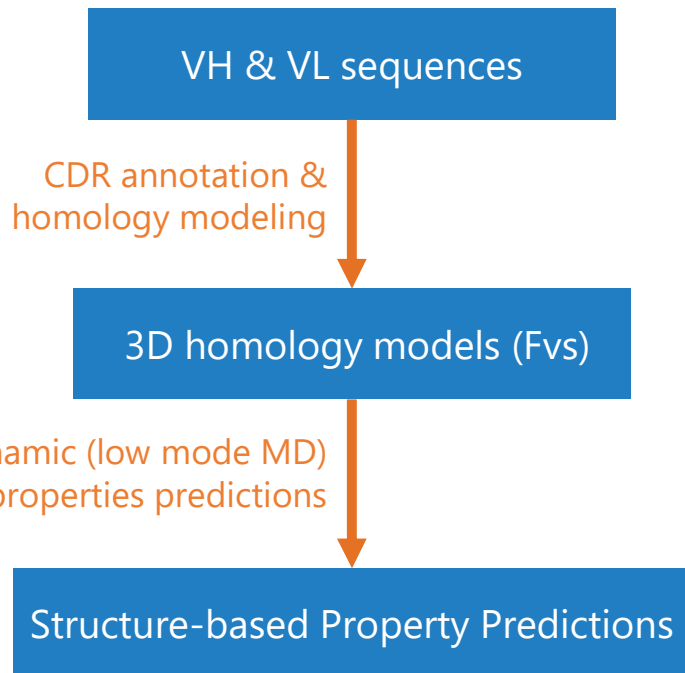 VH & VL sequences
CDR annotation &
homology modeling
3D homology models (Fvs)
(low mode MD)
properties predictions
Structure-based Property Predictions